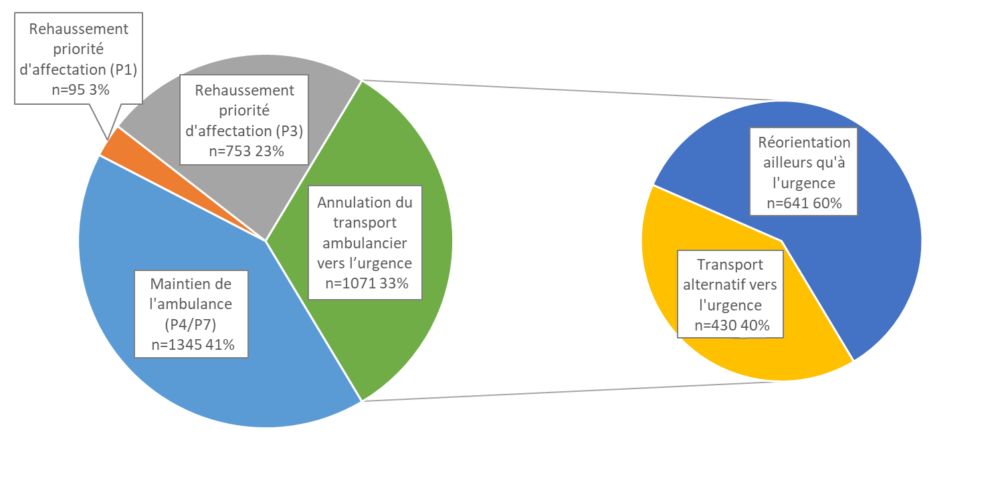 Rehaussement
priorité
d'affectation (P1)
n=95 3%
Rehaussement
priorité
d'affectation (P3)
n=753 23%
Annulation du
transport
ambulancier
vers l’urgence
n=1071 33%
Maintien de
l'ambulance
(P4/P7)
n=1345 41%
Réorientation
ailleurs qu'à
l'urgence
n=641 60%
Transport
alternatif vers
l'urgence
n=430 40%